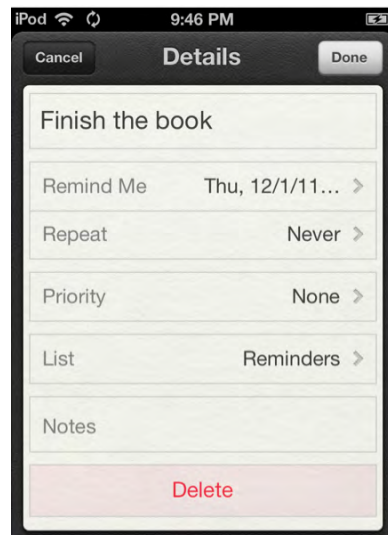 iPod 9:46 PM
Cancel Details Done
Finish the book
Remind Me Thu, 12/1/11...
Repeat Never
Priority None
List Reminders
Notes
Delete